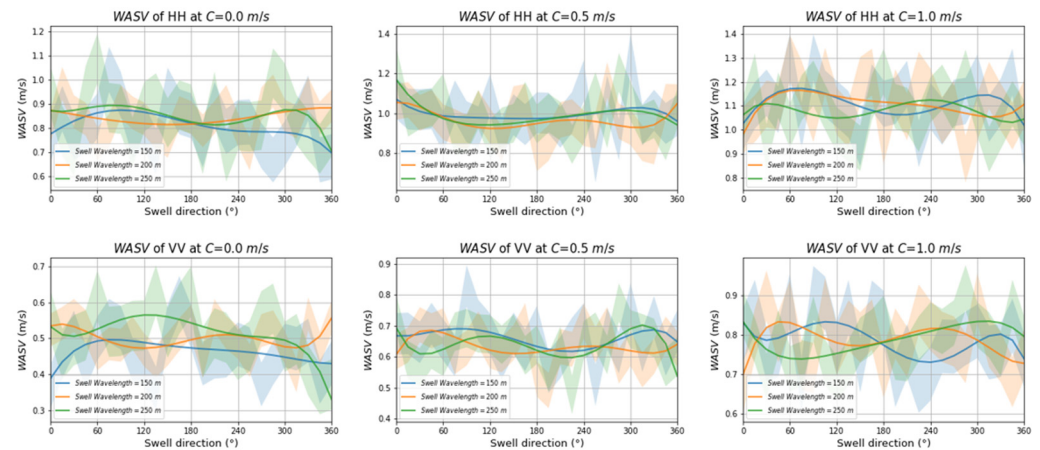 WASV of HH at C=0.0 m/s
1.2
1.1
1.0
0.9
0.8
0.7
0.6
WASV (m/s)
Swell Wavelength = 150 m
Swell Wavelength = 200 m
Swell Wavelength = 250 m
0 60 120 180 240 300 360
Swell direction (°)
WASV of HH at C=0.5 m/s
1.4
1.2
1.0
0.8
WASV (m/s)
Swell Wavelength = 150 m
Swell Wavelength = 200 m
Swell Wavelength = 250 m
0 60 120 180 240 300 360
Swell direction (°)
WASV of HH at C=1.0 m/s
1.4
1.3
1.2
1.1
1.0
0.9
0.8
WASV (m/s)
Swell Wavelength = 150 m
Swell Wavelength = 200 m
Swell Wavelength = 250 m
0 60 120 180 240 300 360
Swell direction (°)
WASV of VV at C=0.0 m/s
0.7
0.6
0.5
0.4
0.3
WASV (m/s)
Swell Wavelength = 150 m
Swell Wavelength = 200 m
Swell Wavelength = 250 m
0 60 120 180 240 300 360
Swell direction (°)
WASV of VV at C=0.5 m/s
0.9
0.8
0.7
0.6
0.5
0.4
WASV (m/s)
Swell Wavelength = 150 m
Swell Wavelength = 200 m
Swell Wavelength = 250 m
0 60 120 180 240 300 360
Swell direction (°)
WASV of VV at C=1.0 m/s
0.9
0.8
0.7
0.6
WASV (m/s)
Swell Wavelength = 150 m
Swell Wavelength = 200 m
Swell Wavelength = 250 m
0 60 120 180 240 300 360
Swell direction (°)